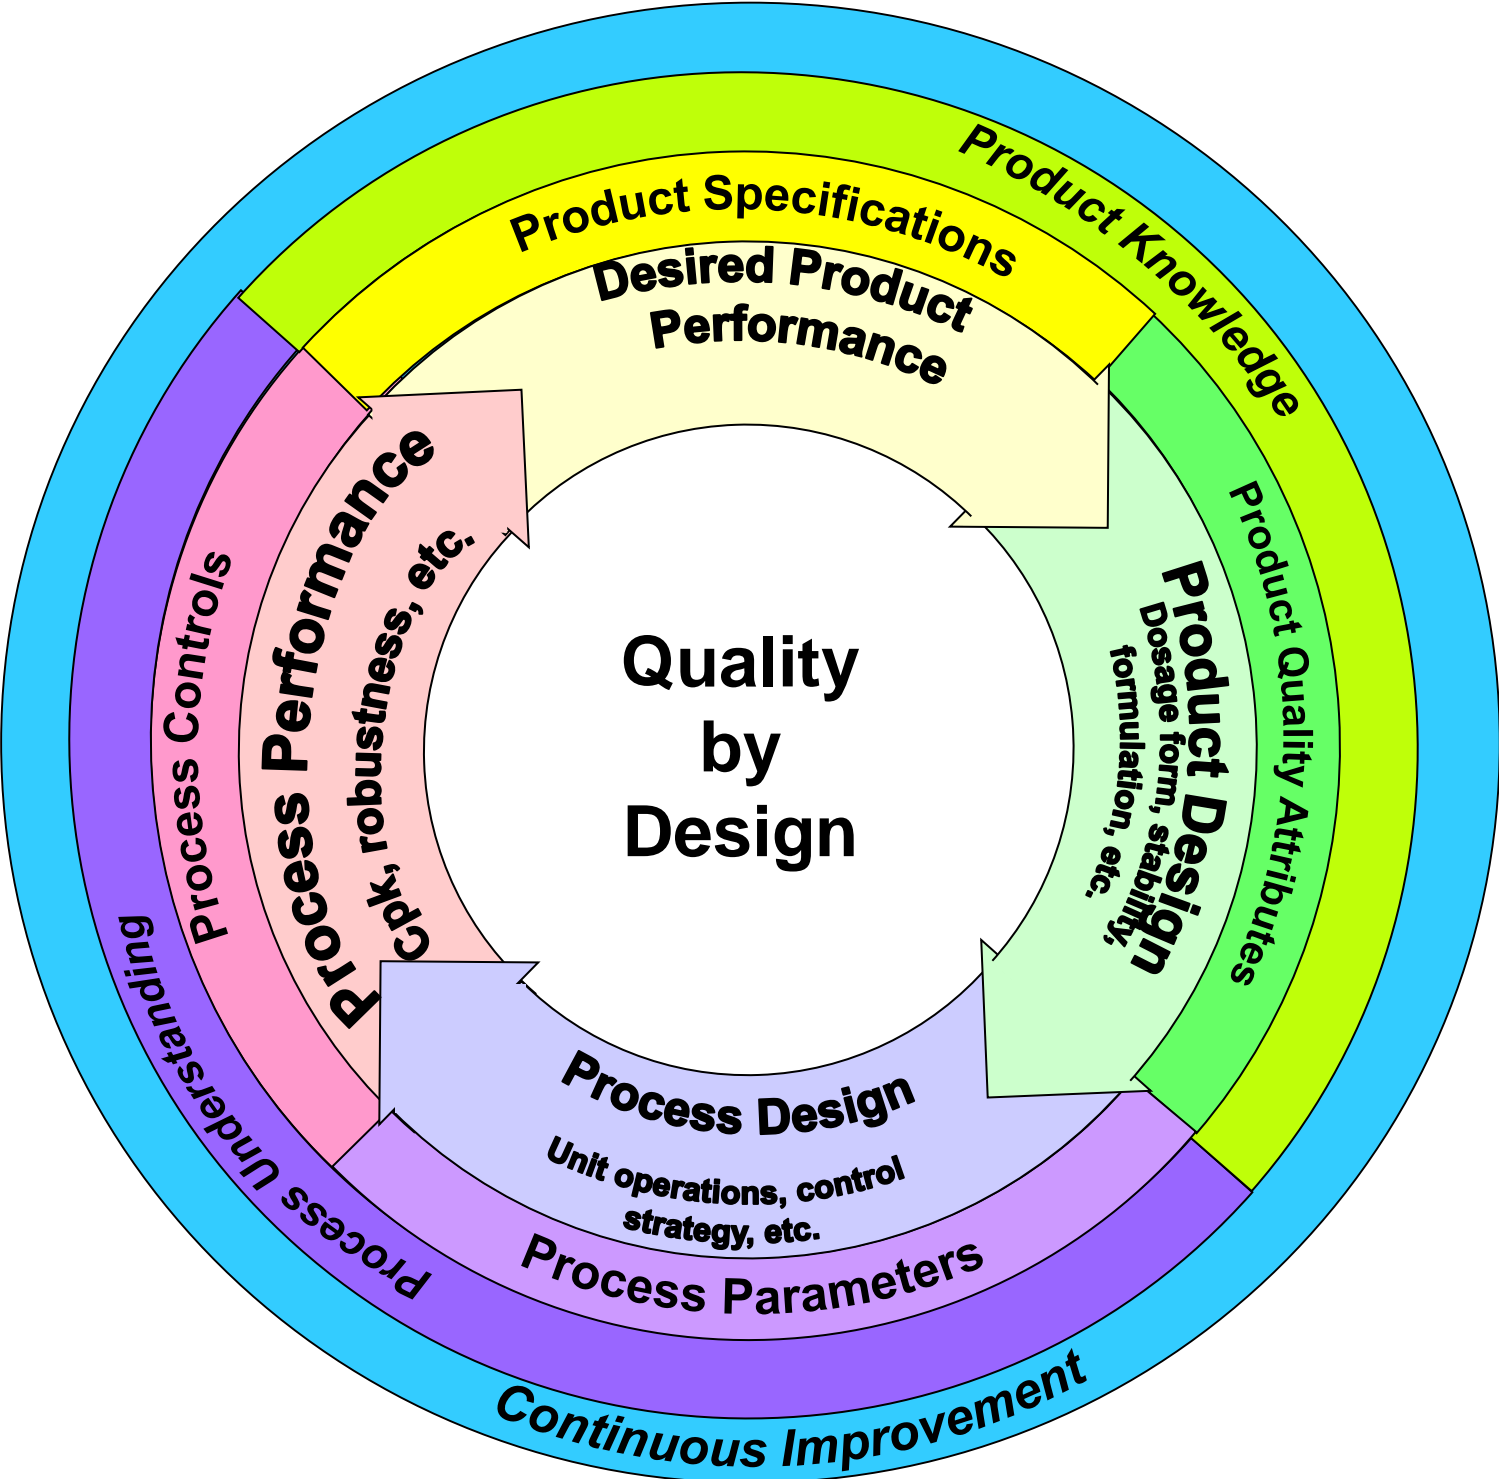 Product Knowledge
Product Specifications
Desired Product
Performance
Product Quality Attributes
Product Design
Dosage form, stability,
formulation, etc.
Process Controls
Process Performance
Cpk, robustness, etc.
Quality
by
Design
Process Design
Unit operations, control
strategy, etc.
Process Parameters
Process Understanding
Continuous Improvement